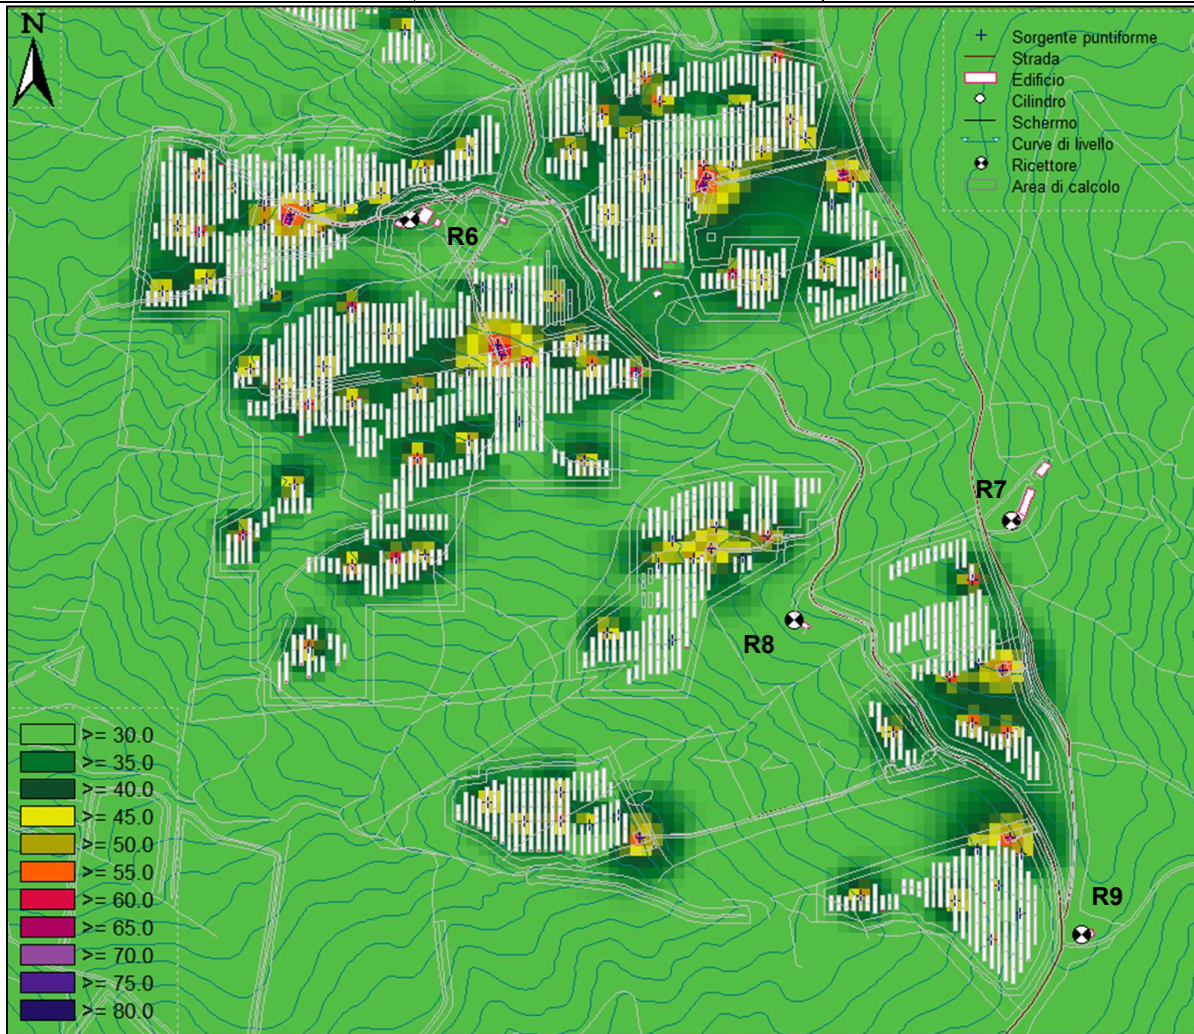 N
Sorgente puntiforme
Strada
Edificio
Cilindro
Schermo
Curve di livello
Ricettore
Area di calcolo
R6
R7
R8
R9
>= 30.0
>= 35.0
>= 40.0
>= 45.0
>= 50.0
>= 55.0
>= 60.0
>= 65.0
>= 70.0
>= 75.0
>= 80.0